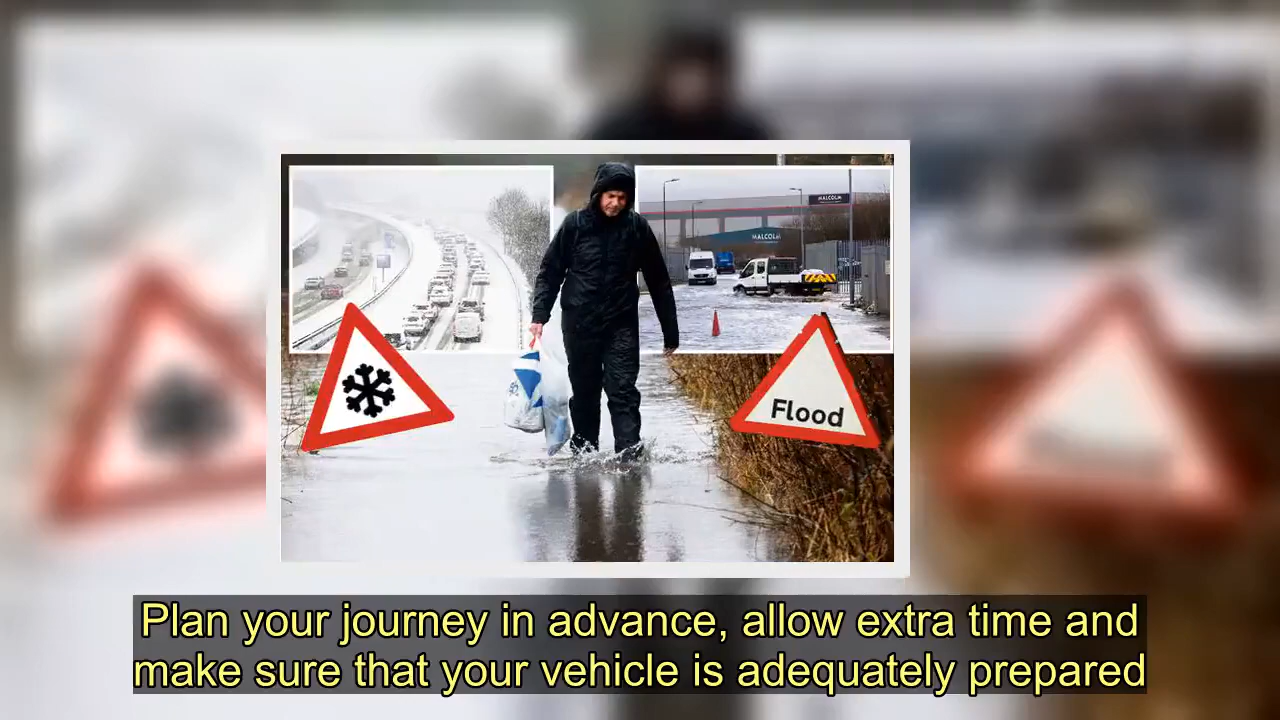 MALCOLM
MALCOLM
Flood
Plan your journey in advance, allow extra time and
make sure that your vehicle is adequately prepared